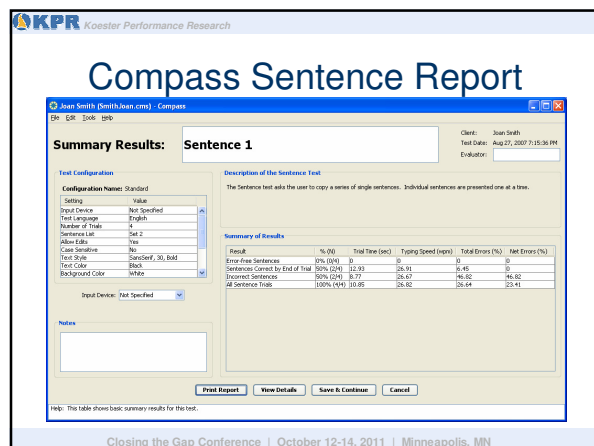 KPR Koester Performance Research
Compass Sentence Report
Joan Smith (SmithJoan.cms) - Compass
File Edit Tools Help
Summary Results:
Sentence 1
Client: Joan Smith
Test Date: Aug 27, 2007 7:15:36 PM
Evaluator:
Test Configuration
Configuration Name: Standard
Setting Value
Input Device Not Specified
Test Language English
Number of Trials 4
Sentence List Set 2
Allow Edits Yes
Case Sensitive No
Text Style SansSerif, 30, Bold
Text Color Black
Background Color White
Input Device: Not Specified
Notes
Description of the Sentence Test
The Sentence test asks the user to copy a series of single sentences. Individual sentences are presented one at a time.
Summary of Results
Result % (N) Trial Time (sec) Typing Speed (wpm) Total Errors (%) Net Errors (%)
Error-free Sentences 0% (0/4) 0 0 0 0
Sentences Correct by End of Trial 50% (2/4) 12.93 26.91 6.45 0
Incorrect Sentences 50% (2/4) 8.77 26.67 46.82 46.82
All Sentence Trials 100% (4/4) 10.85 26.82 26.64 23.41
Print Report View Details Save & Continue Cancel
Help: This table shows basic summary results for this test.
Closing the Gap Conference | October 12-14, 2011 | Minneapolis, MN